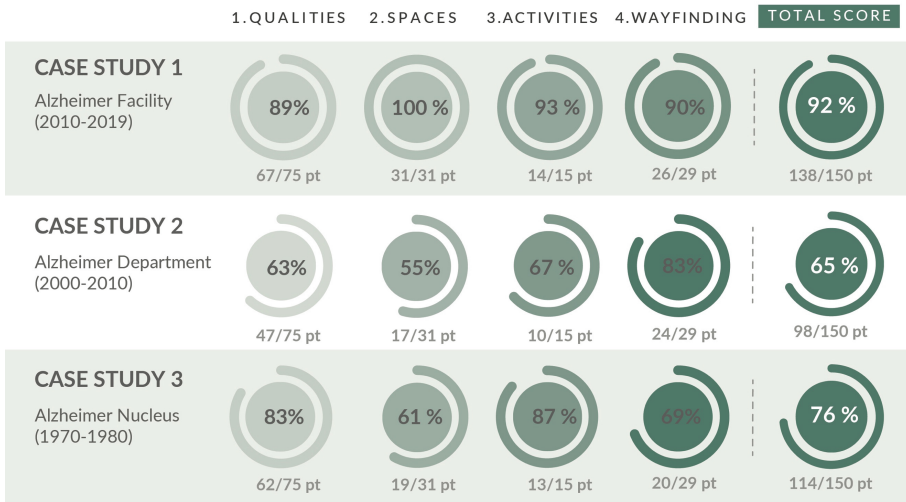 1.QUALITIES 2.SPACES 3.ACTIVITIES 4.WAYFINDING TOTAL SCORE
CASE STUDY 1
Alzheimer Facility
(2010-2019)
89% 100 % 93 % 90% 92 %
67/75 pt 31/31 pt 14/15 pt 26/29 pt 138/150 pt
CASE STUDY 2
Alzheimer Department
(2000-2010)
63% 55% 67 % 83% 65 %
47/75 pt 17/31 pt 10/15 pt 24/29 pt 98/150 pt
CASE STUDY 3
Alzheimer Nucleus
(1970-1980)
83% 61 % 87 % 69% 76 %
62/75 pt 19/31 pt 13/15 pt 20/29 pt 114/150 pt